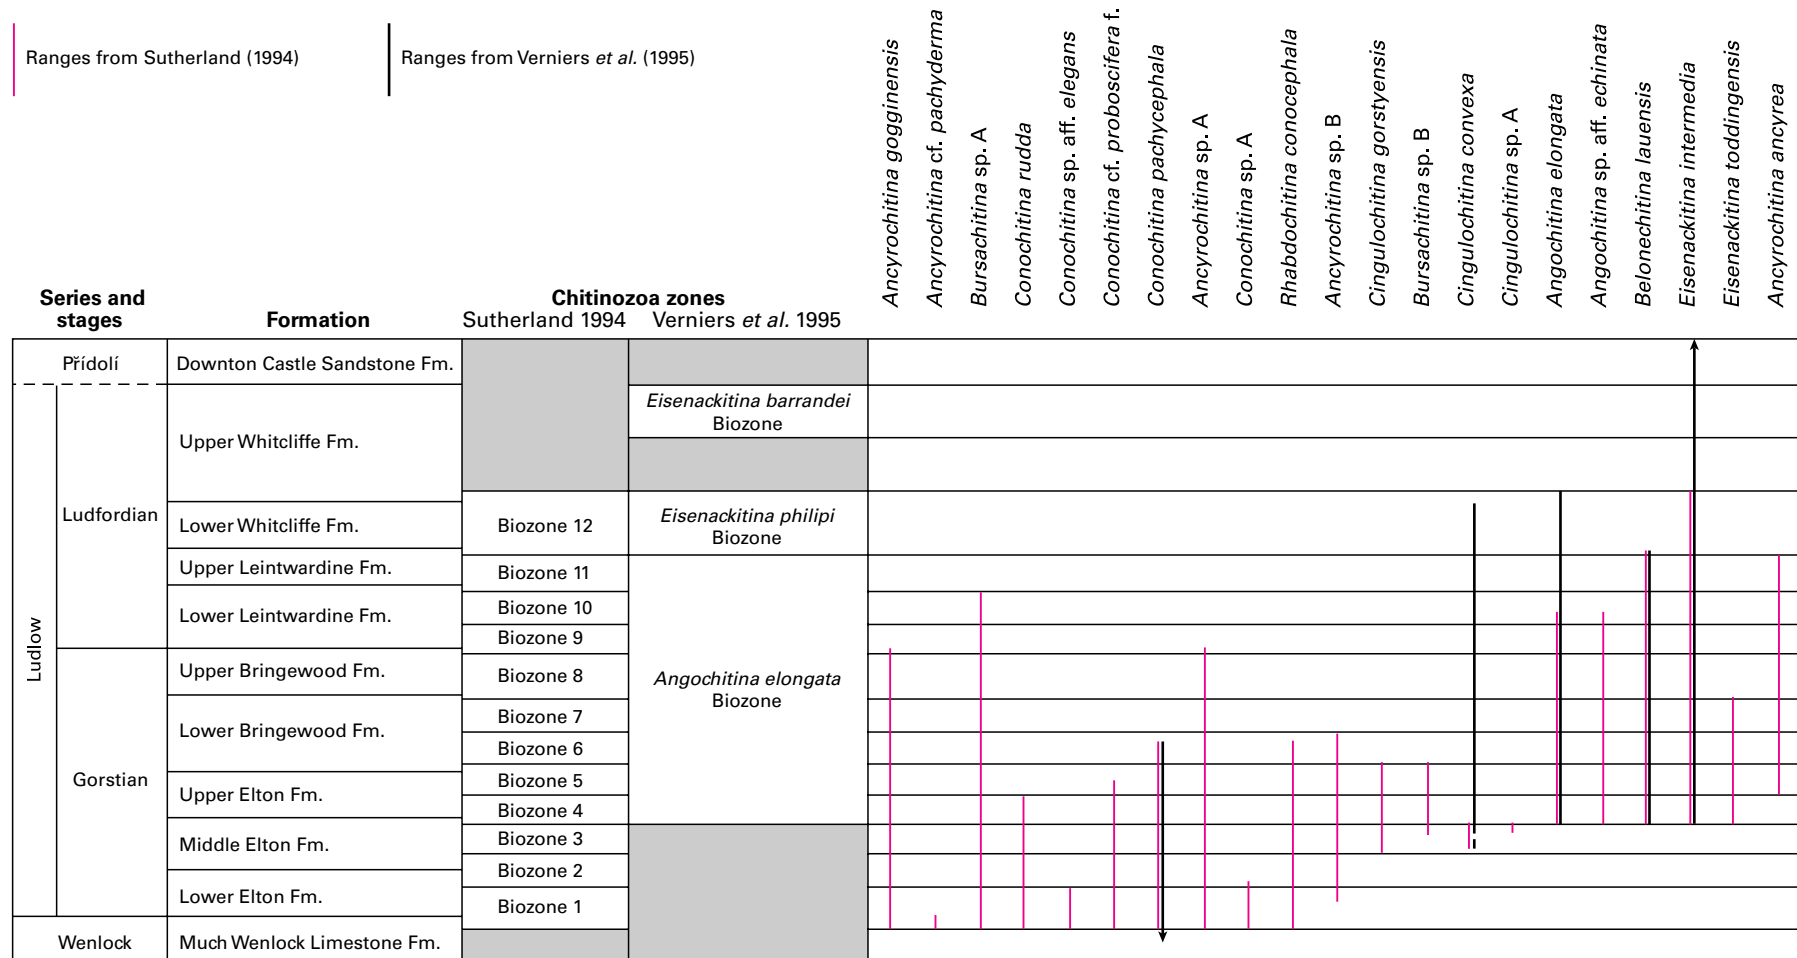 Ranges from Sutherland (1994)
Ranges from Verniers et al. (1995)
Ancyrochitina gogginensis
Ancyrochitina cf. pachyderma
Bursachitina sp. A
Conochitina rudda
Conochitina sp. aff. elegans
Conochitina cf. proboscifera f.
Conochitina pachycephala
Ancyrochitina sp. A
Conochitina sp. A
Rhabdochitina conocephala
Ancyrochitina sp. B
Cingulochitina gorstyensis
Bursachitina sp. B
Cingulochitina convexa
Cingulochitina sp. A
Angochitina elongata
Angochitina sp. aff. echinata
Belonechitina lauensis
Eisenackitina intermedia
Eisenackitina toddingensis
Ancyrochitina ancyrea
Series and
stages
Formation
Chitinozoa zones
Sutherland 1994
Verniers et al. 1995
Přídolí
Downton Castle Sandstone Fm.
Ludlow
Ludfordian
Upper Whitcliffe Fm.
Eisenackitina barrandei
Biozone
Lower Whitcliffe Fm.
Biozone 12
Eisenackitina philipi
Biozone
Upper Leintwardine Fm.
Biozone 11
Lower Leintwardine Fm.
Biozone 10
Biozone 9
Gorstian
Upper Bringewood Fm.
Biozone 8
Angochitina elongata
Biozone
Lower Bringewood Fm.
Biozone 7
Biozone 6
Upper Elton Fm.
Biozone 5
Biozone 4
Middle Elton Fm.
Biozone 3
Biozone 2
Lower Elton Fm.
Biozone 1
Wenlock
Much Wenlock Limestone Fm.